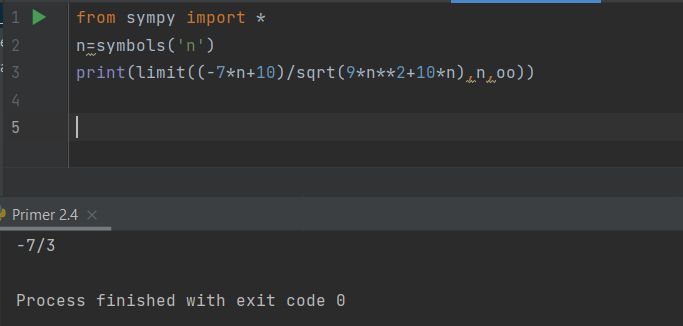 1 from sympy import *
2 n=symbols('n')
3 print(limit((-7*n+10)/sqrt(9*n**2+10*n),n,oo))
4
5
Primer 2.4 ×
-7/3
Process finished with exit code 0